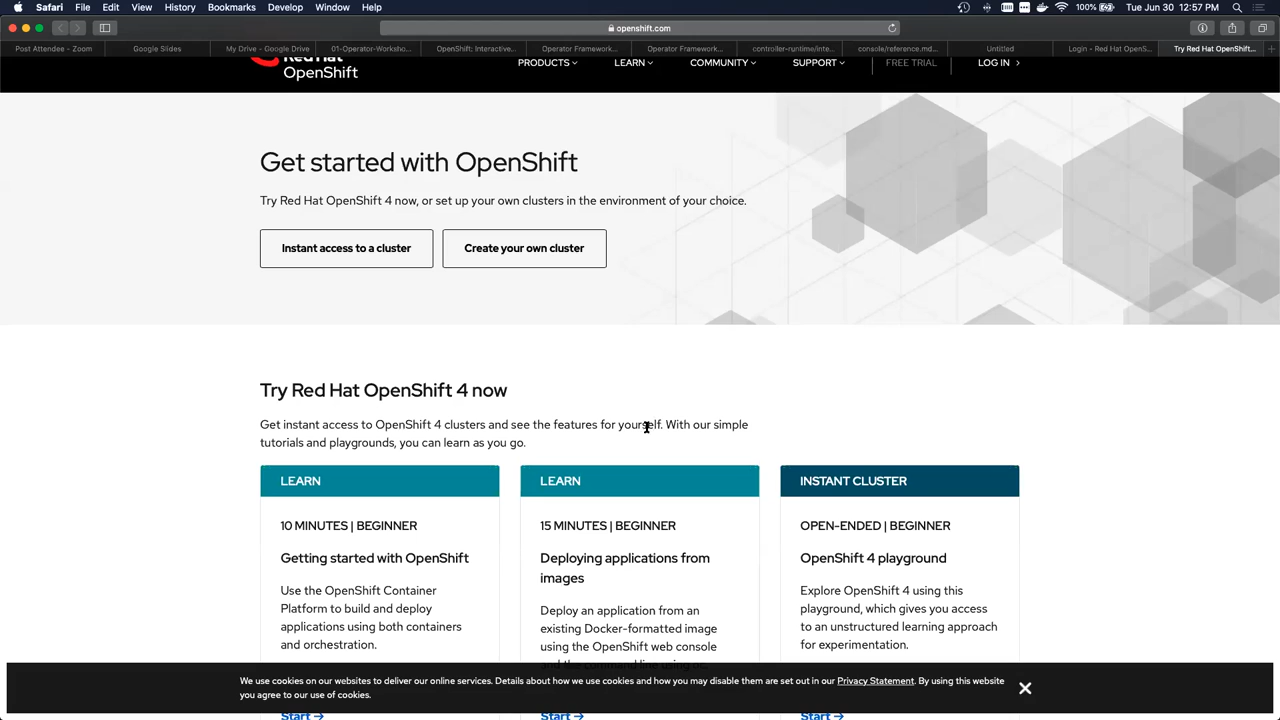 Safari File Edit View History Bookmarks Develop Window Help
100% Tue Jun 30 12:57 PM
openshift.com
Post Attendee - Zoom Google Slides My Drive - Google Drive 01-Operator-Worksho... OpenShift: Interactive... Operator Framework... Operator Framework... controller-runtime/inte... console/reference.md... Untitled Login - Red Hat OpenS... Try Red Hat OpenShift...
Red Hat
OpenShift
PRODUCTS LEARN COMMUNITY SUPPORT FREE TRIAL LOG IN
Get started with OpenShift
Try Red Hat OpenShift 4 now, or set up your own clusters in the environment of your choice.
Instant access to a cluster Create your own cluster
Try Red Hat OpenShift 4 now
Get instant access to OpenShift 4 clusters and see the features for yourself. With our simple
tutorials and playgrounds, you can learn as you go.
LEARN
10 MINUTES | BEGINNER
Getting started with OpenShift
Use the OpenShift Container
Platform to build and deploy
applications using both containers
and orchestration.
Start →
LEARN
15 MINUTES | BEGINNER
Deploying applications from
images
Deploy an application from an
existing Docker-formatted image
using the OpenShift web console
and the command line using oc.
Start →
INSTANT CLUSTER
OPEN-ENDED | BEGINNER
OpenShift 4 playground
Explore OpenShift 4 using this
playground, which gives you access
to an unstructured learning approach
for experimentation.
Start →
We use cookies on our websites to deliver our online services. Details about how we use cookies and how you may disable them are set out in our Privacy Statement. By using this website
you agree to our use of cookies.